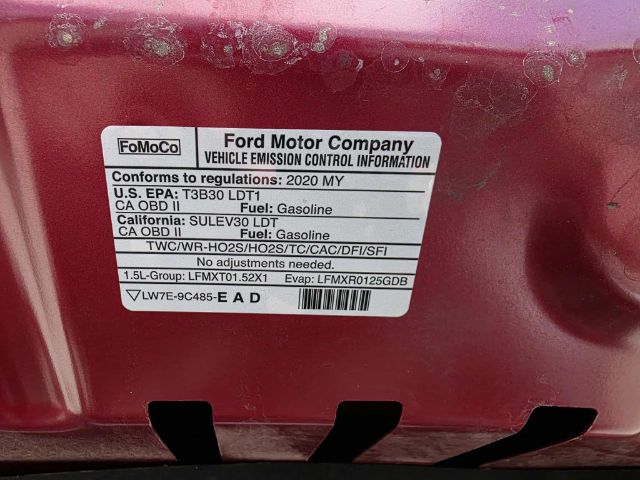 FoMoCo
Ford Motor Company
VEHICLE EMISSION CONTROL INFORMATION
Conforms to regulations: 2020 MY
U.S. EPA: T3B30 LDT1
CA OBD II Fuel: Gasoline
California: SULEV30 LDT
CA OBD II Fuel: Gasoline
TWC/WR-HO2S/HO2S/TC/CAC/DFI/SFI
No adjustments needed.
1.5L-Group: LFMXT01.52X1 Evap: LFMXR0125GDB
▽LW7E-9C485-E A D